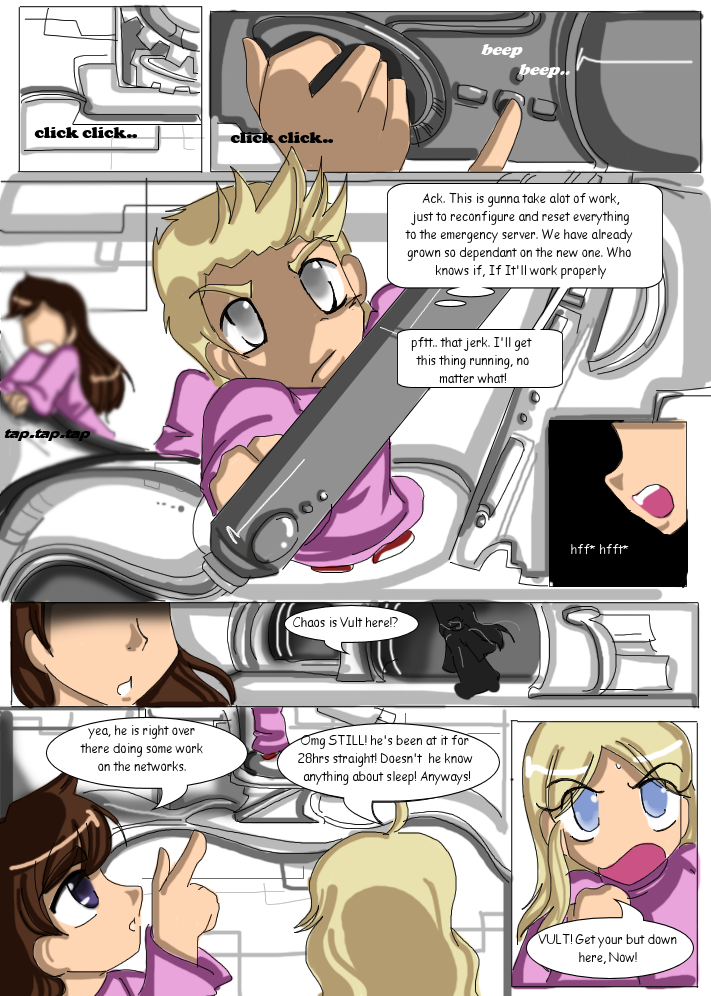 click click..
click click..
beep
beep..
Ack. This is gunna take alot of work,
just to reconfigure and reset everything
to the emergency server. We have already
grown so dependant on the new one. Who
knows if, If It'll work properly
pftt.. that jerk. I'll get
this thing running, no
matter what!
tap.tap.tap
hff* hfft*
Chaos is Vult here!?
yea, he is right over
there doing some work
on the networks.
Omg STILL! he's been at it for
28hrs straight! Doesn't he know
anything about sleep! Anyways!
VULT! Get your but down
here, Now!